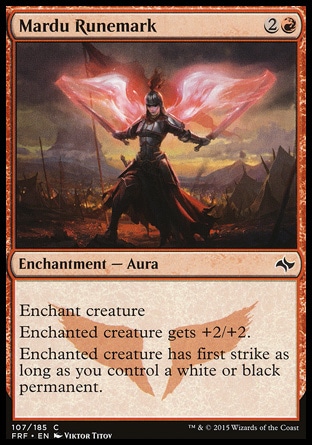 Mardu Runemark 2
Enchantment — Aura
Enchant creature
Enchanted creature gets +2/+2.
Enchanted creature has first strike as
long as you control a white or black
permanent.
107/185 C
FRF • EN Viktor Titov
™ & © 2015 Wizards of the Coast